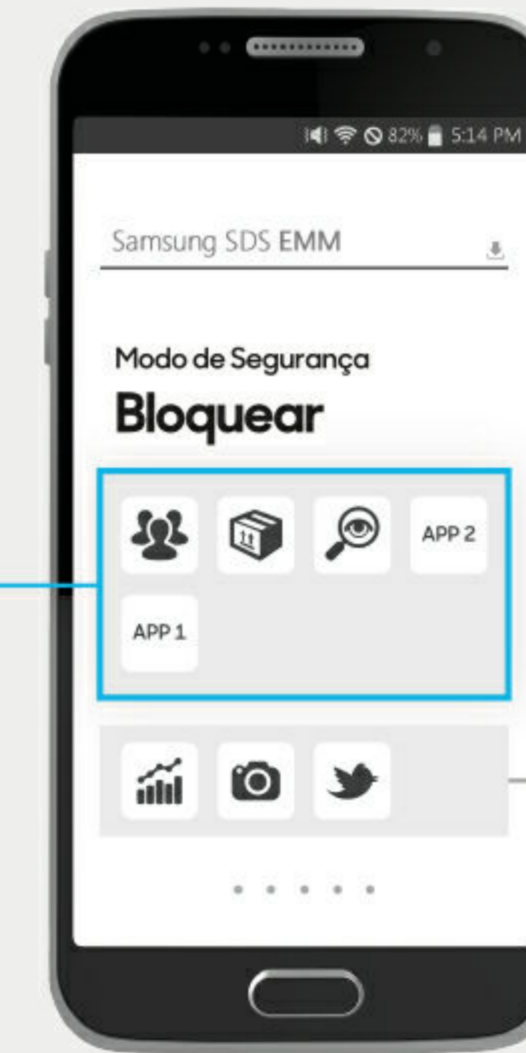 82% 5:14 PM
Samsung SDS EMM
Modo de Segurança
Bloquear
APP 2
APP 1